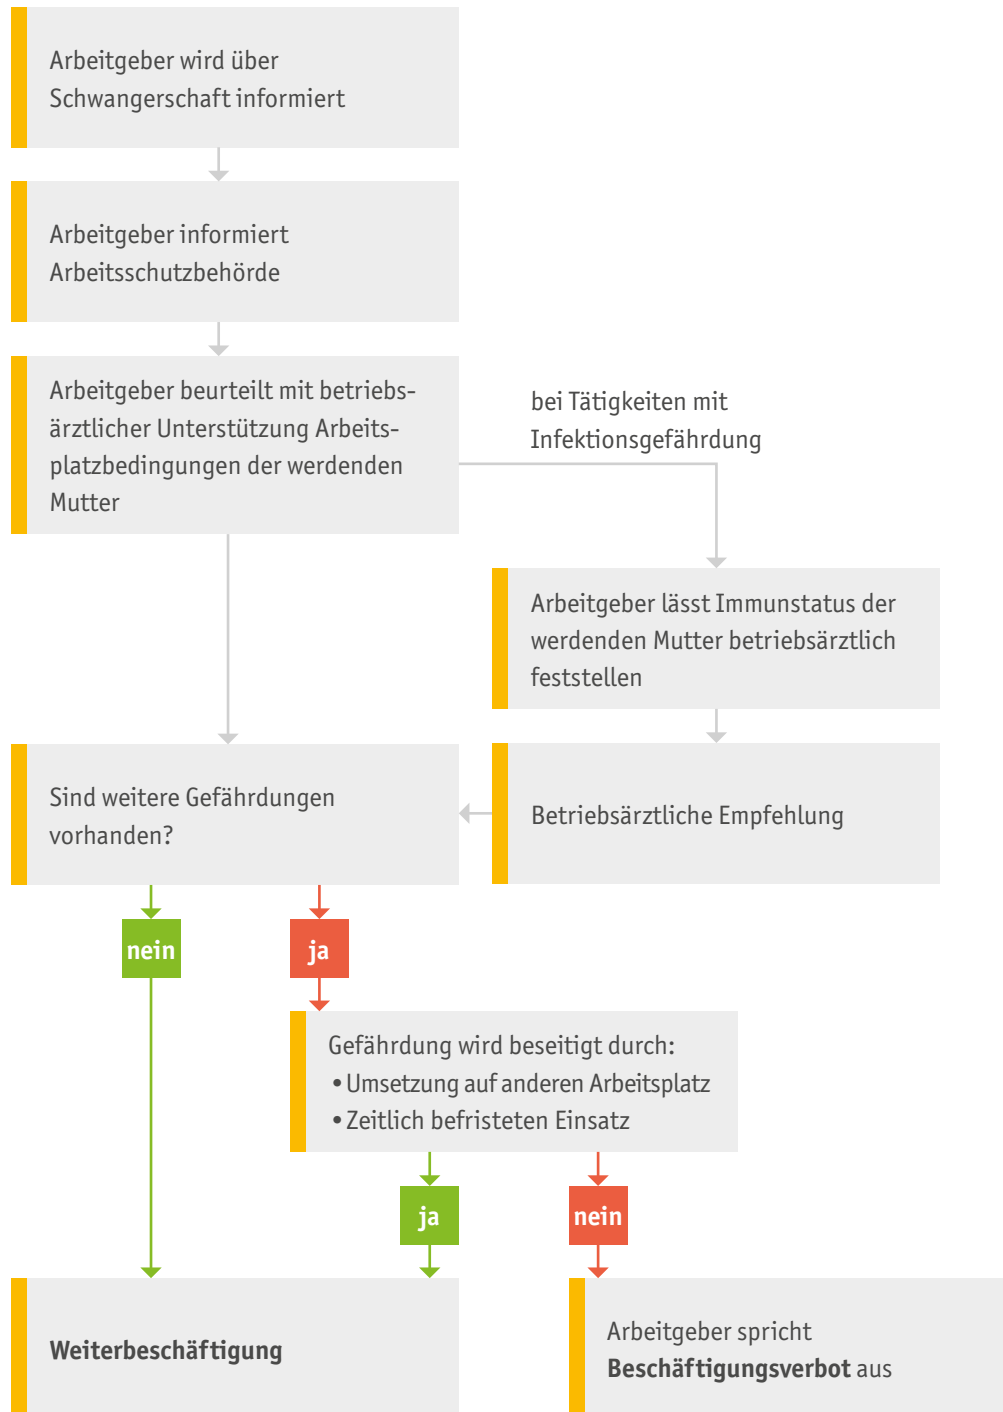 Arbeitgeber wird über
Schwangerschaft informiert
Arbeitgeber informiert
Arbeitsschutzbehörde
Arbeitgeber beurteilt mit betriebs-
ärztlicher Unterstützung Arbeits-
platzbedingungen der werdenden
Mutter
bei Tätigkeiten mit
Infektionsgefährdung
Arbeitgeber lässt Immunstatus der
werdenden Mutter betriebsärztlich
feststellen
Betriebsärztliche Empfehlung
Sind weitere Gefährdungen
vorhanden?
nein
ja
Gefährdung wird beseitigt durch:
• Umsetzung auf anderen Arbeitsplatz
• Zeitlich befristeten Einsatz
ja
nein
Weiterbeschäftigung
Arbeitgeber spricht
Beschäftigungsverbot aus